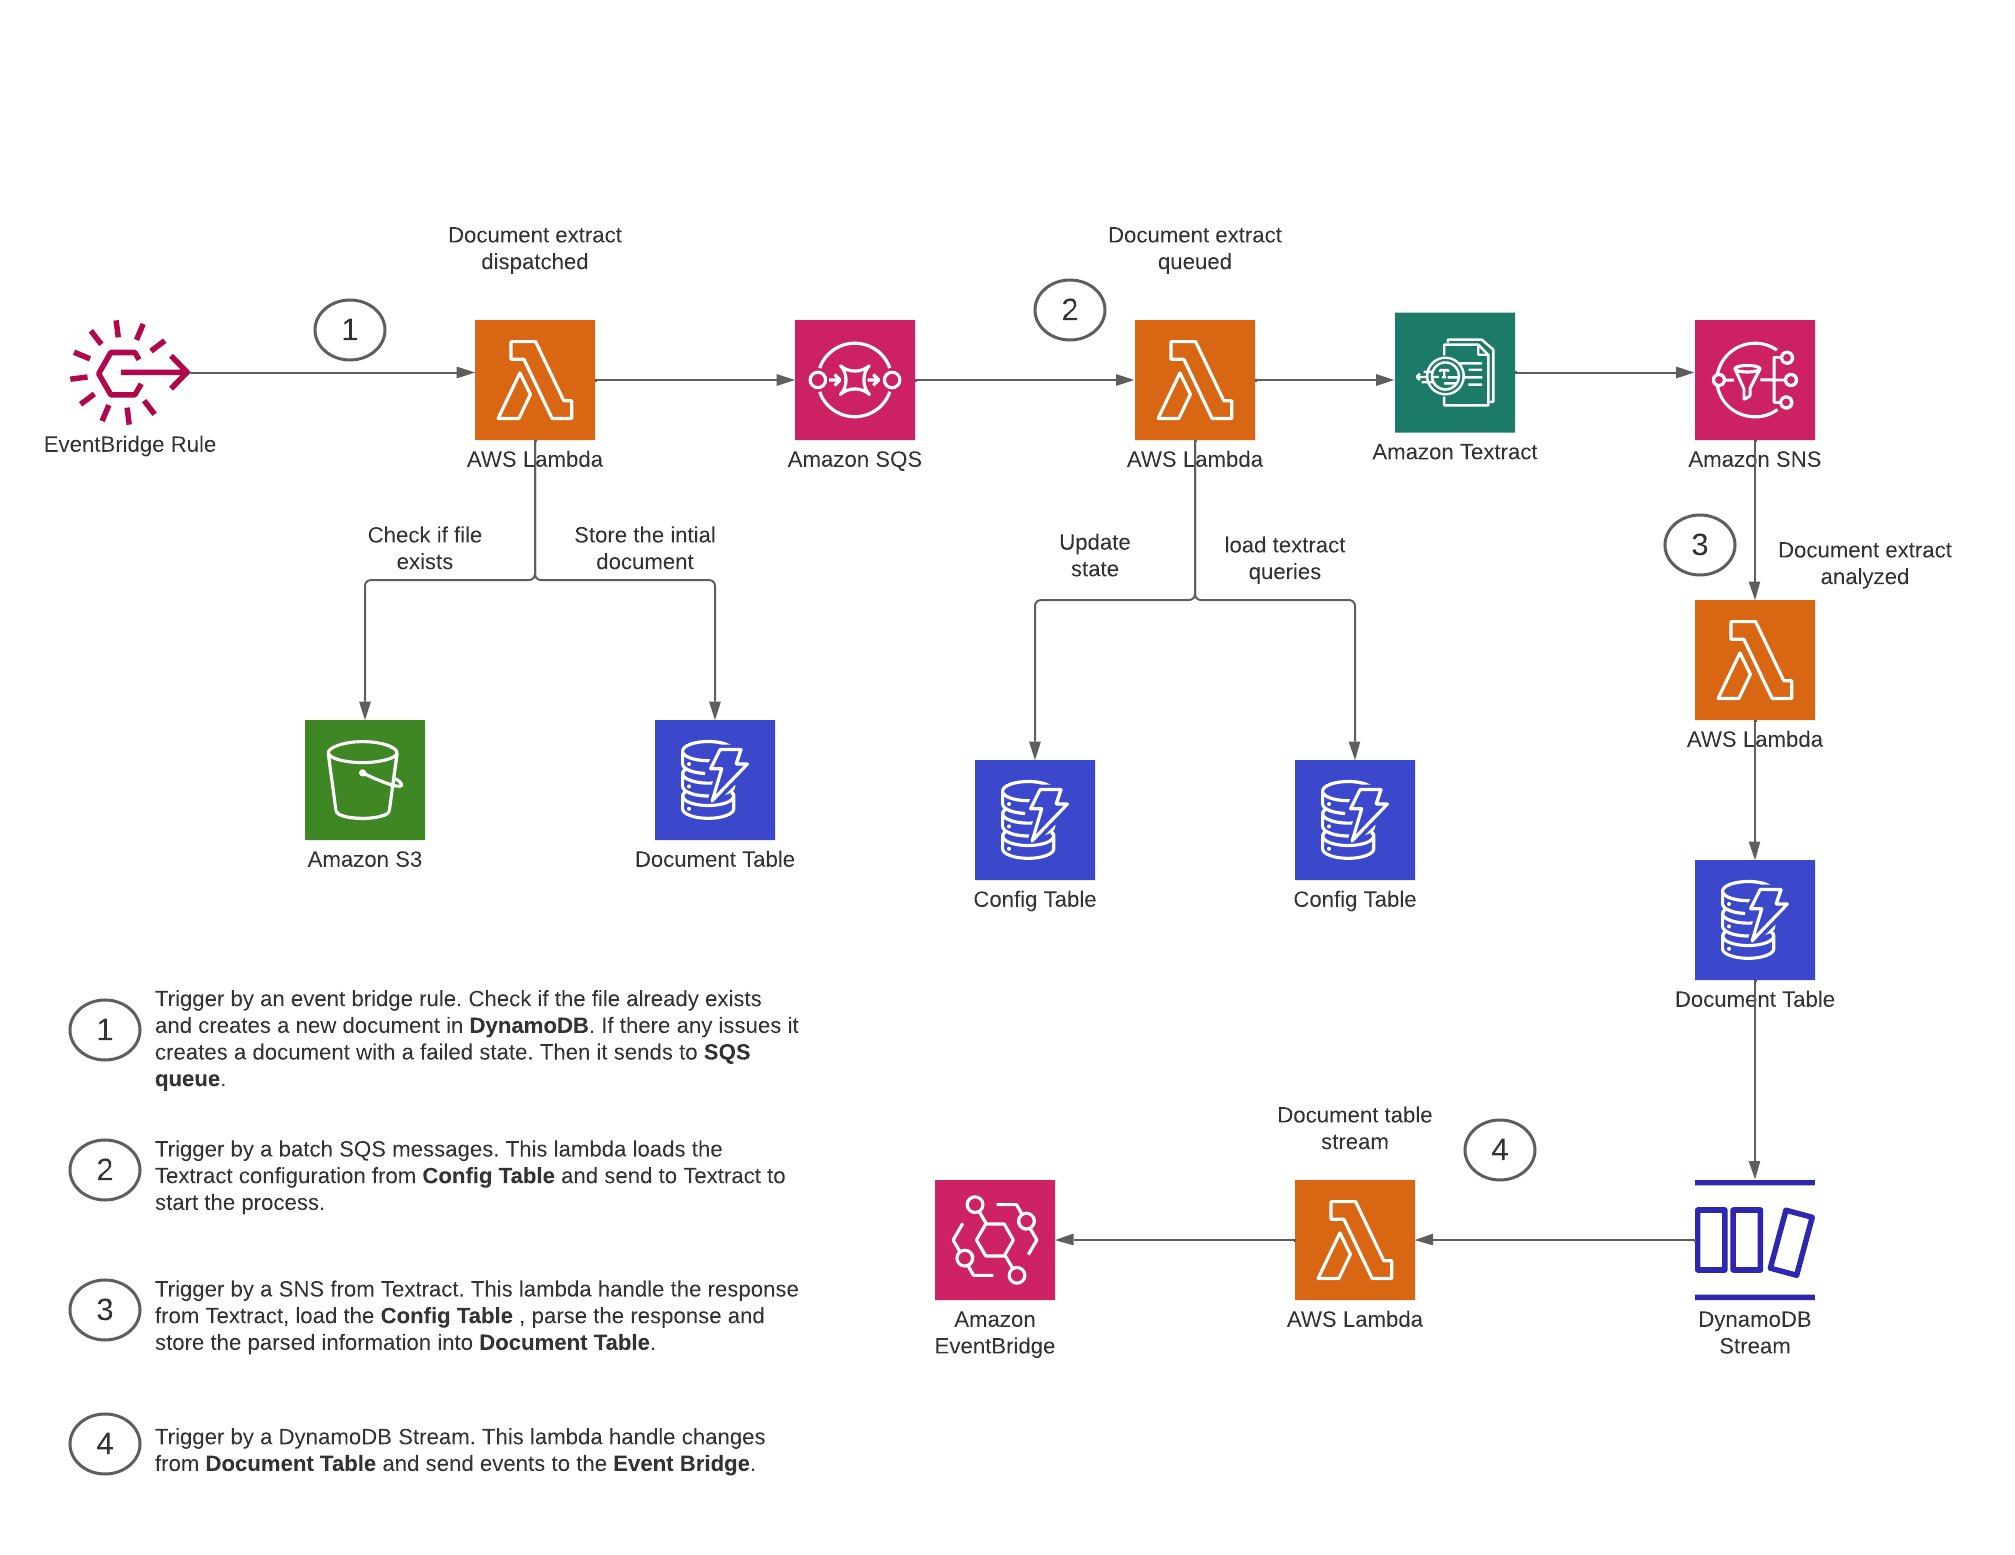 Document extract
dispatched
Document extract
queued
1
2
EventBridge Rule
AWS Lambda
Amazon SQS
AWS Lambda
Amazon Textract
Amazon SNS
Check if file
exists
Store the intial
document
Update
state
load textract
queries
3
Document extract
analyzed
AWS Lambda
Amazon S3
Document Table
Config Table
Config Table
Document Table
1
Trigger by an event bridge rule. Check if the file already exists
and creates a new document in DynamoDB. If there any issues it
creates a document with a failed state. Then it sends to SQS
queue.
2
Trigger by a batch SQS messages. This lambda loads the
Textract configuration from Config Table and send to Textract to
start the process.
3
Trigger by a SNS from Textract. This lambda handle the response
from Textract, load the Config Table , parse the response and
store the parsed information into Document Table.
4
Trigger by a DynamoDB Stream. This lambda handle changes
from Document Table and send events to the Event Bridge.
Document table
stream
4
Amazon
EventBridge
AWS Lambda
DynamoDB
Stream